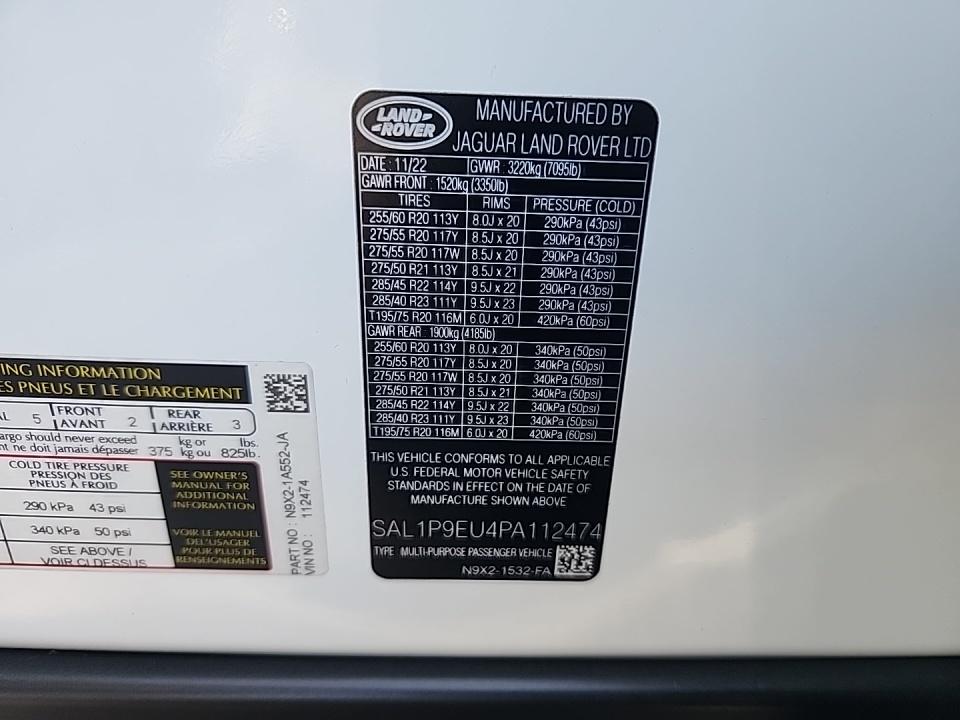 LAND-
-ROVER
MANUFACTURED BY
JAGUAR LAND ROVER LTD
DATE : 11/22 GVWR : 3220kg (7095lb)
GAWR FRONT : 1520kg (3350lb)
TIRES RIMS PRESSURE (COLD)
255/60 R20 113Y 8.0J x 20 290kPa (43psi)
275/55 R20 117Y 8.5J x 20 290kPa (43psi)
275/55 R20 117W 8.5J x 20 290kPa (43psi)
275/50 R21 113Y 8.5J x 21 290kPa (43psi)
285/45 R22 114Y 9.5J x 22 290kPa (43psi)
285/40 R23 111Y 9.5J x 23 290kPa (43psi)
T195/75 R20 116M 6.0J x 20 420kPa (60psi)
GAWR REAR : 1900kg (4185lb)
255/60 R20 113Y 8.0J x 20 340kPa (50psi)
275/55 R20 117Y 8.5J x 20 340kPa (50psi)
275/55 R20 117W 8.5J x 20 340kPa (50psi)
275/50 R21 113Y 8.5J x 21 340kPa (50psi)
285/45 R22 114Y 9.5J x 22 340kPa (50psi)
285/40 R23 111Y 9.5J x 23 340kPa (50psi)
T195/75 R20 116M 6.0J x 20 420kPa (60psi)
THIS VEHICLE CONFORMS TO ALL APPLICABLE
U.S. FEDERAL MOTOR VEHICLE SAFETY
STANDARDS IN EFFECT ON THE DATE OF
MANUFACTURE SHOWN ABOVE
SAL1P9EU4PA112474
TYPE : MULTI-PURPOSE PASSENGER VEHICLE
N9X2-1532-FA
ING INFORMATION
ES PNEUS ET LE CHARGEMENT
AL 5 FRONT AVANT 2 REAR ARRIÈRE 3
argo should never exceed kg or lbs.
nt ne doit jamais dépasser 375 kg ou 825lb.
COLD TIRE PRESSURE
PRESSION DES
PNEUS À FROID
290 kPa 43 psi
340 kPa 50 psi
SEE ABOVE /
VOIR CI DESSUS
SEE OWNER'S
MANUAL FOR
ADDITIONAL
INFORMATION
VOIR LE MANUEL
DEL'USAGER
POUR PLUS DE
RENSEIGNEMENTS
PART NO : N9X2-1A552-JA
VIN NO : 112474